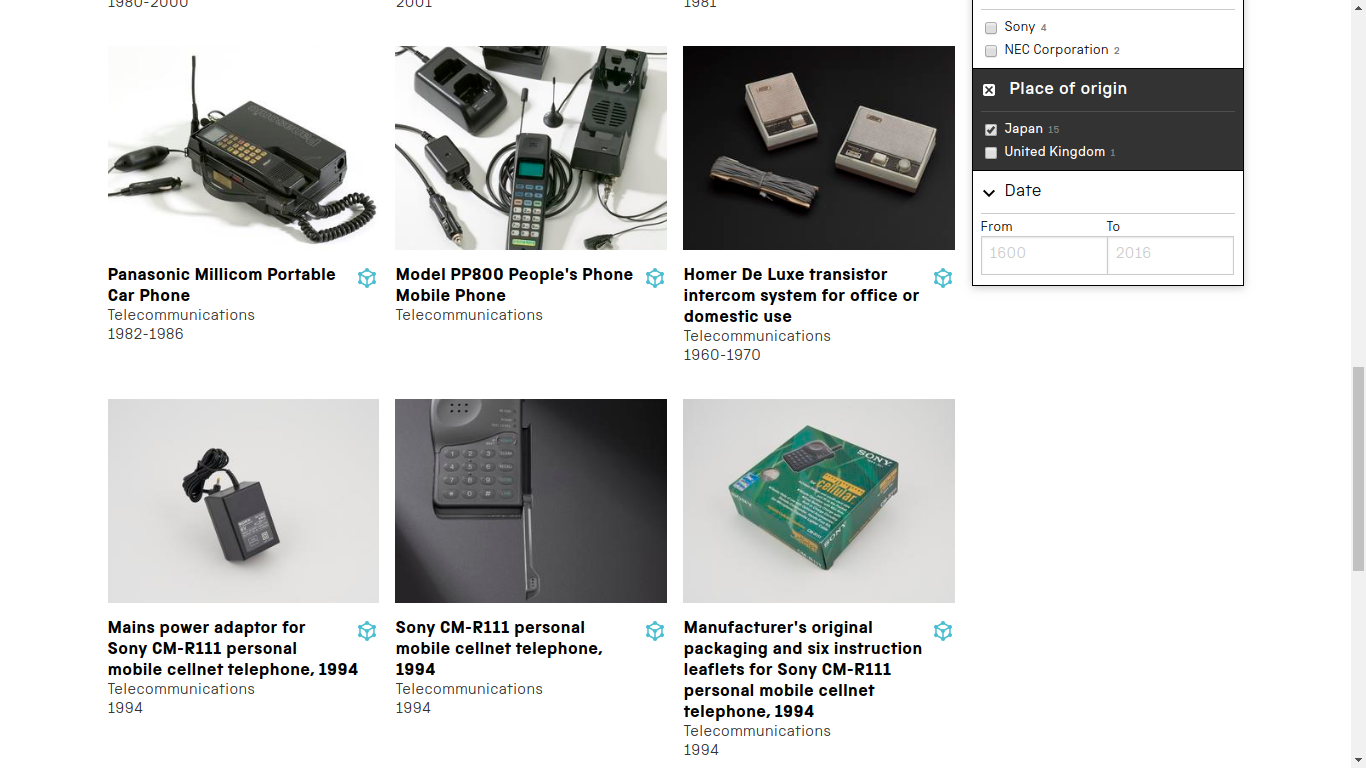 1980-2000
2001
1981
Panasonic Millicom Portable
Car Phone
Telecommunications
1982-1986
Model PP800 People's Phone
Mobile Phone
Telecommunications
Homer De Luxe transistor
intercom system for office or
domestic use
Telecommunications
1960-1970
SONY
cellular
SONY
Mains power adaptor for
Sony CM-R111 personal
mobile cellnet telephone, 1994
Telecommunications
1994
Sony CM-R111 personal
mobile cellnet telephone,
1994
Telecommunications
1994
Manufacturer's original
packaging and six instruction
leaflets for Sony CM-R111
personal mobile cellnet
telephone, 1994
Telecommunications
1994
Sony 4
NEC Corporation 2
Place of origin
Japan 15
United Kingdom 1
Date
From To
1600 2016